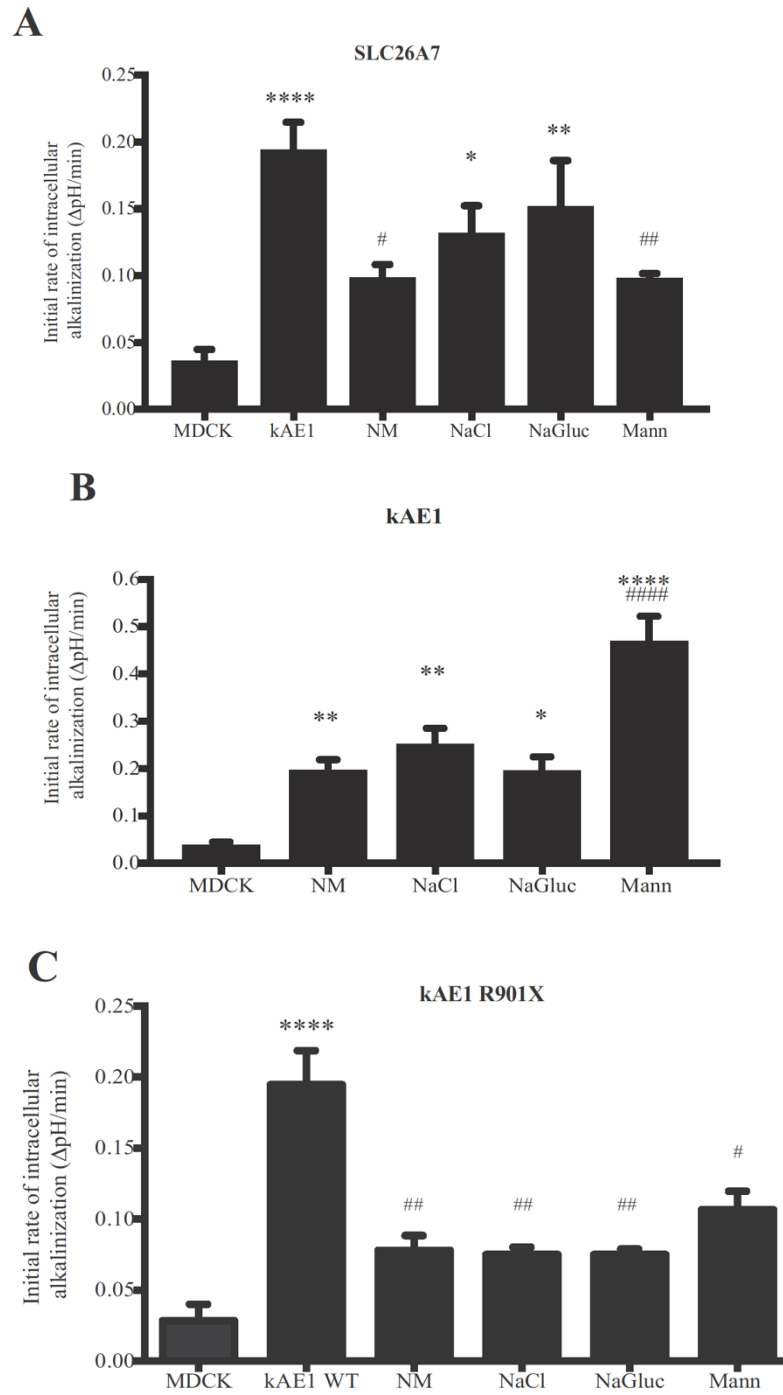 A
SLC26A7
Initial rate of intracellular
alkalinization (ΔpH/min)
0.25
0.20
0.15
0.10
0.05
0.00
****
#
*
**
##
MDCK kAE1 NM NaCl NaGluc Mann
B
kAE1
Initial rate of intracellular
alkalinization (ΔpH/min)
0.6
0.5
0.4
0.3
0.2
0.1
0.0
**
**
*
****
####
MDCK NM NaCl NaGluc Mann
C
kAE1 R901X
Initial rate of intracellular
alkalinization (ΔpH/min)
0.25
0.20
0.15
0.10
0.05
0.00
****
##
##
##
#
MDCK kAE1 WT NM NaCl NaGluc Mann